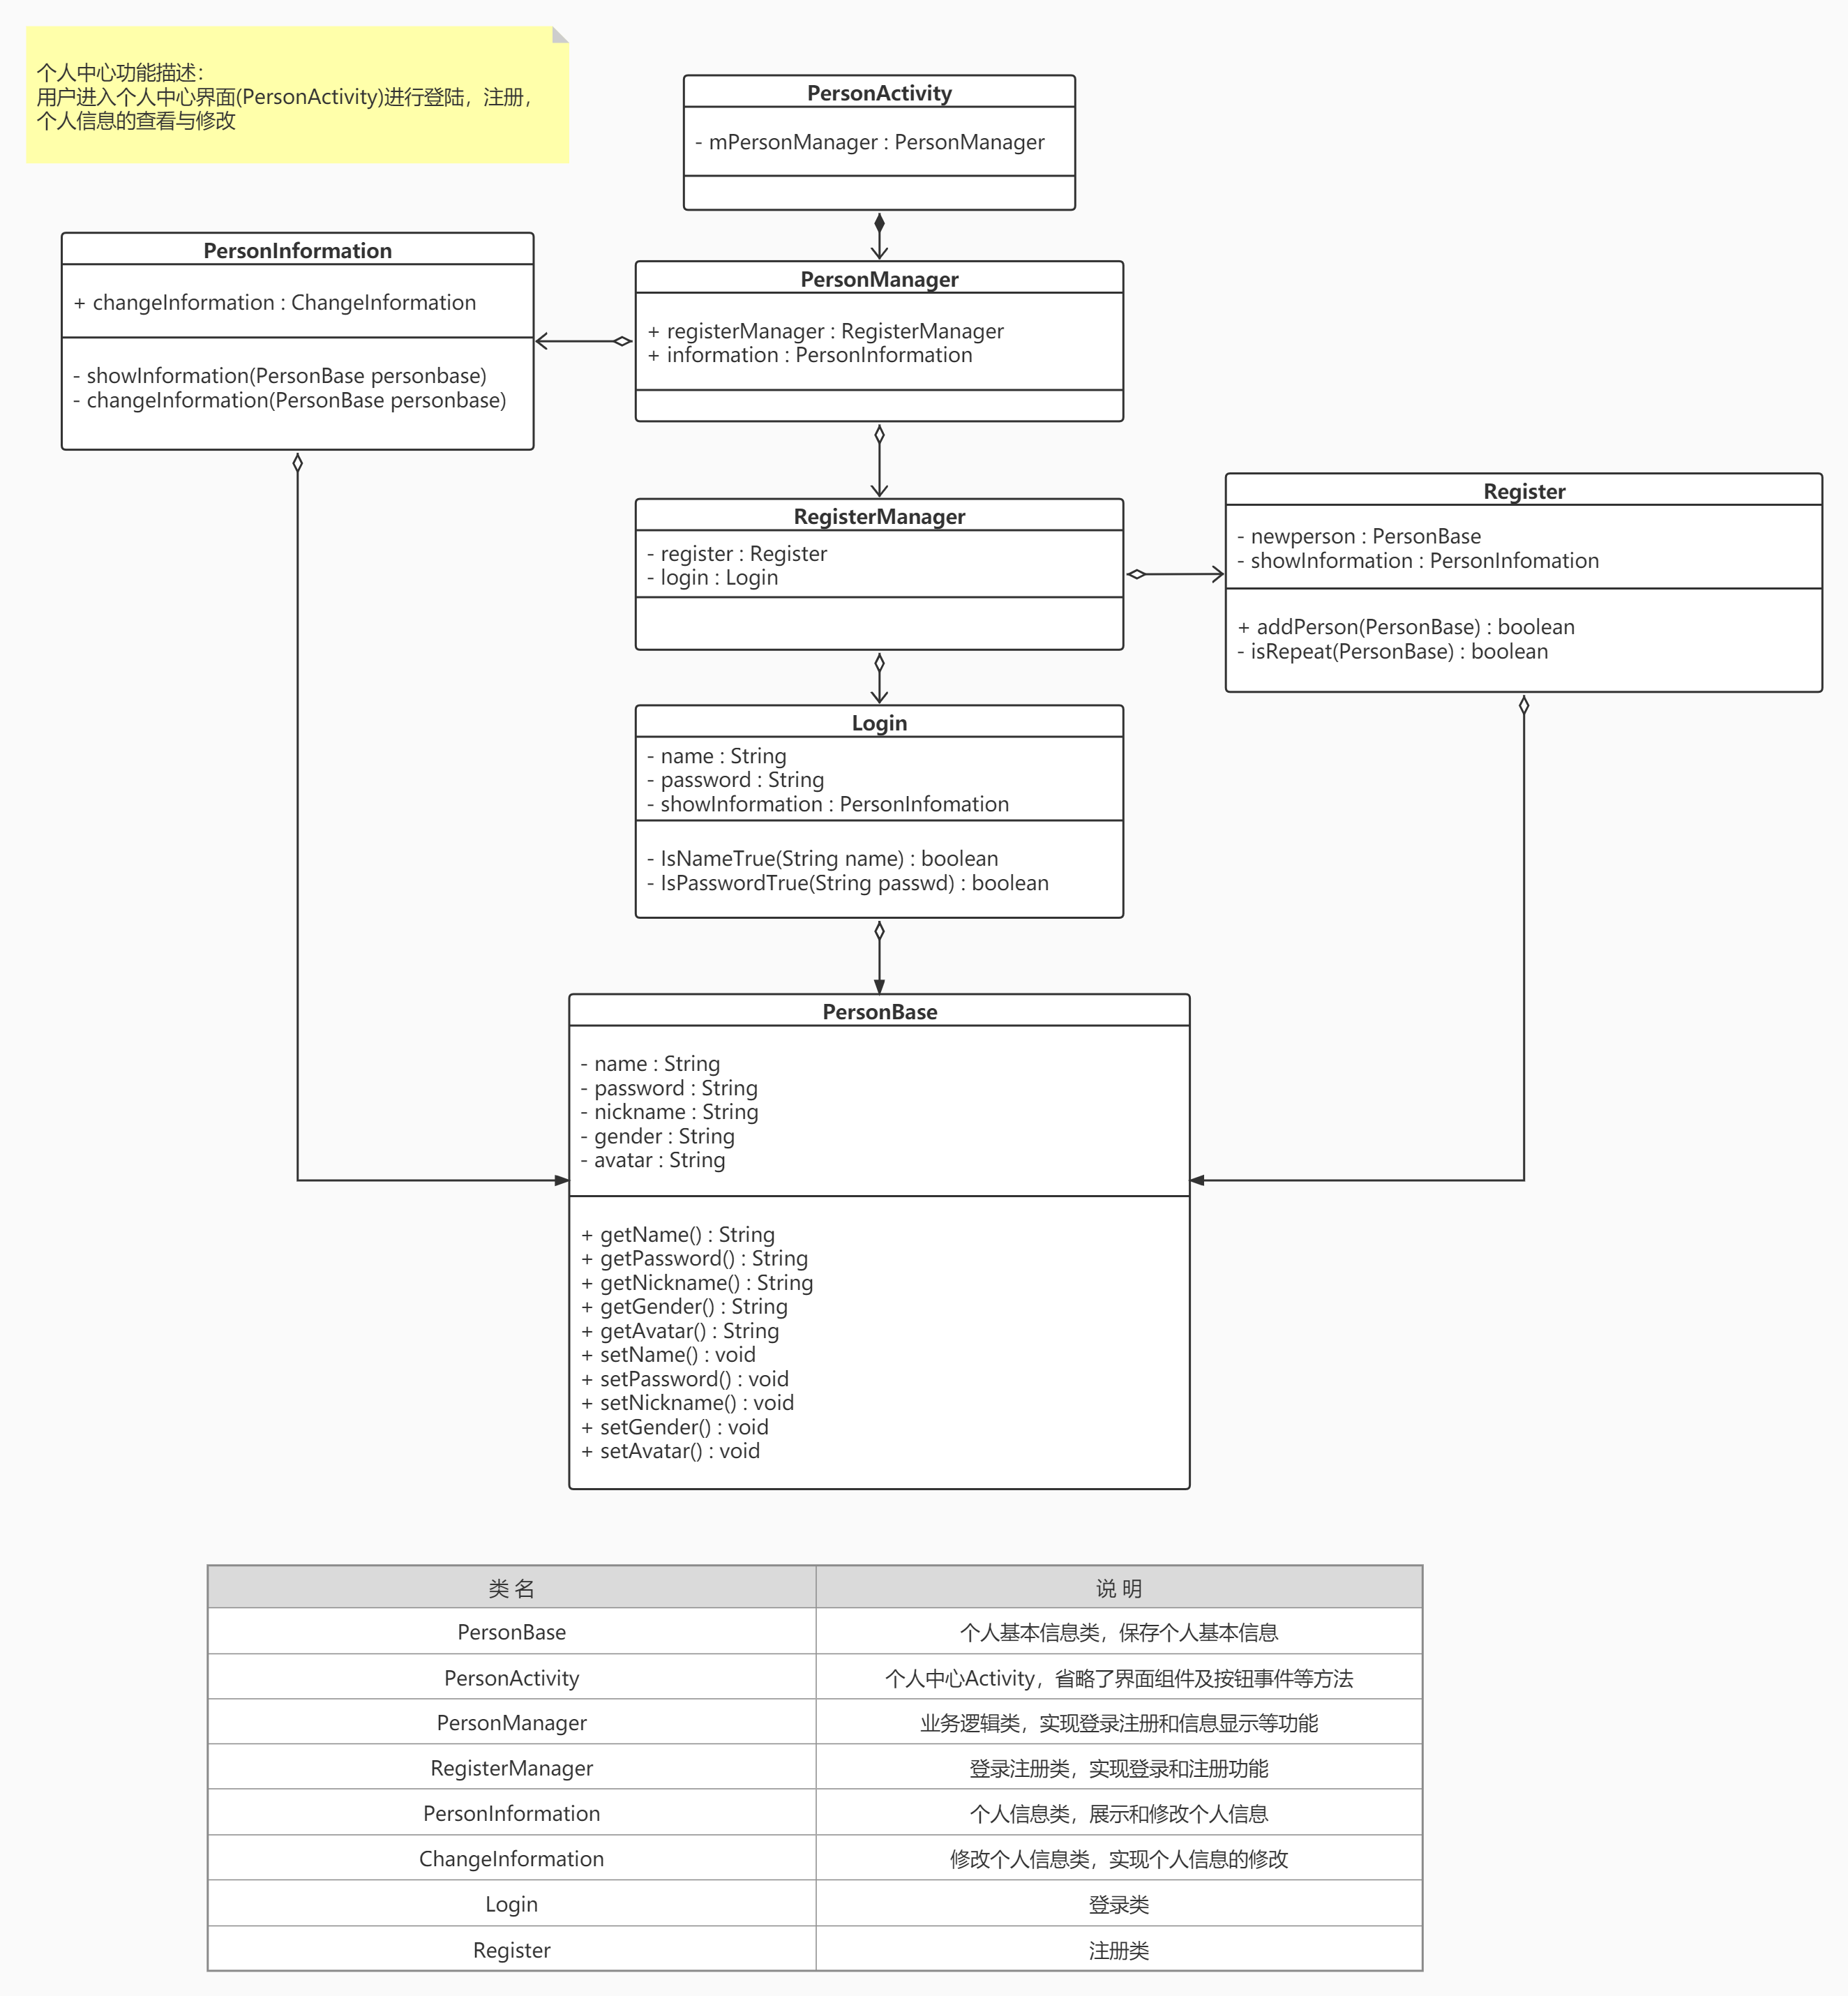 个人中心功能描述：
用户进入个人中心界面(PersonActivity)进行登陆，注册，
个人信息的查看与修改
PersonActivity
- mPersonManager : PersonManager
PersonInformation
+ changeInformation : ChangeInformation
- showInformation(PersonBase personbase)
- changeInformation(PersonBase personbase)
PersonManager
+ registerManager : RegisterManager
+ information : PersonInformation
RegisterManager
- register : Register
- login : Login
Register
- newperson : PersonBase
- showInformation : PersonInfomation
+ addPerson(PersonBase) : boolean
- isRepeat(PersonBase) : boolean
Login
- name : String
- password : String
- showInformation : PersonInfomation
- IsNameTrue(String name) : boolean
- IsPasswordTrue(String passwd) : boolean
PersonBase
- name : String
- password : String
- nickname : String
- gender : String
- avatar : String
+ getName() : String
+ getPassword() : String
+ getNickname() : String
+ getGender() : String
+ getAvatar() : String
+ setName() : void
+ setPassword() : void
+ setNickname() : void
+ setGender() : void
+ setAvatar() : void
类 名 说 明
PersonBase 个人基本信息类，保存个人基本信息
PersonActivity 个人中心Activity，省略了界面组件及按钮事件等方法
PersonManager 业务逻辑类，实现登录注册和信息显示等功能
RegisterManager 登录注册类，实现登录和注册功能
PersonInformation 个人信息类，展示和修改个人信息
ChangeInformation 修改个人信息类，实现个人信息的修改
Login 登录类
Register 注册类